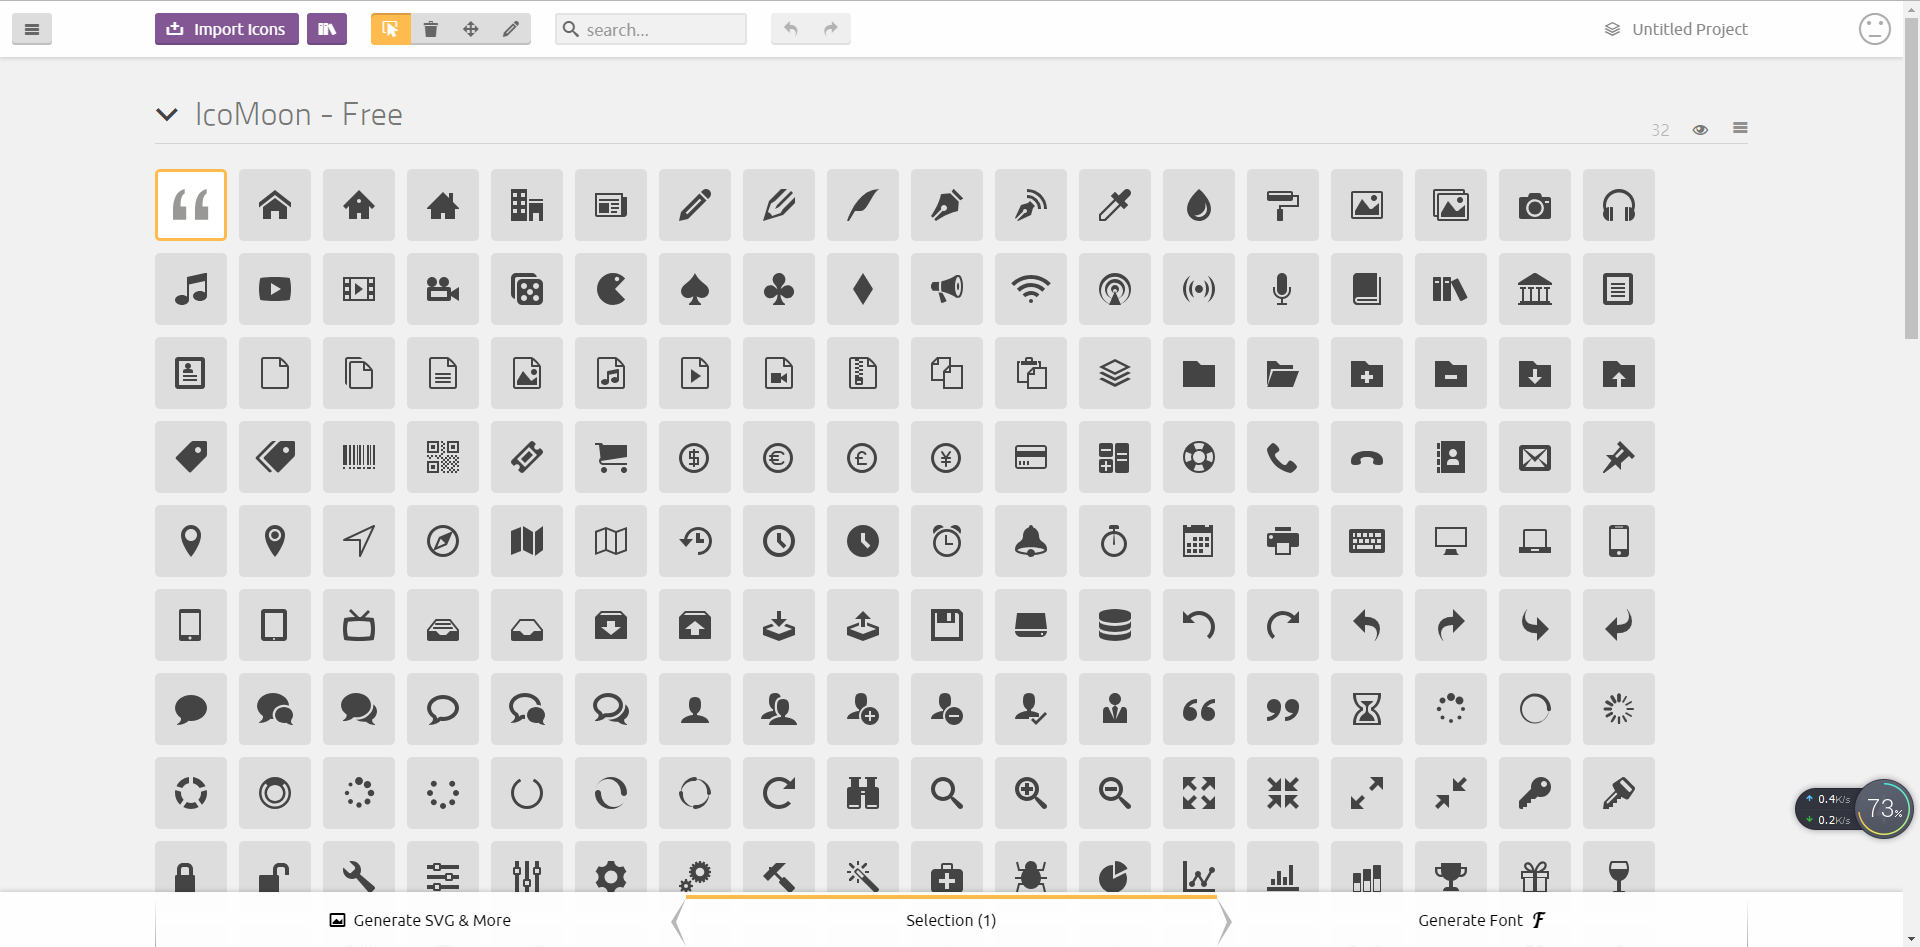 Import Icons
search...
Untitled Project
IcoMoon - Free
32
0.4K/s
0.2K/s
73%
Generate SVG & More
Selection (1)
Generate Font